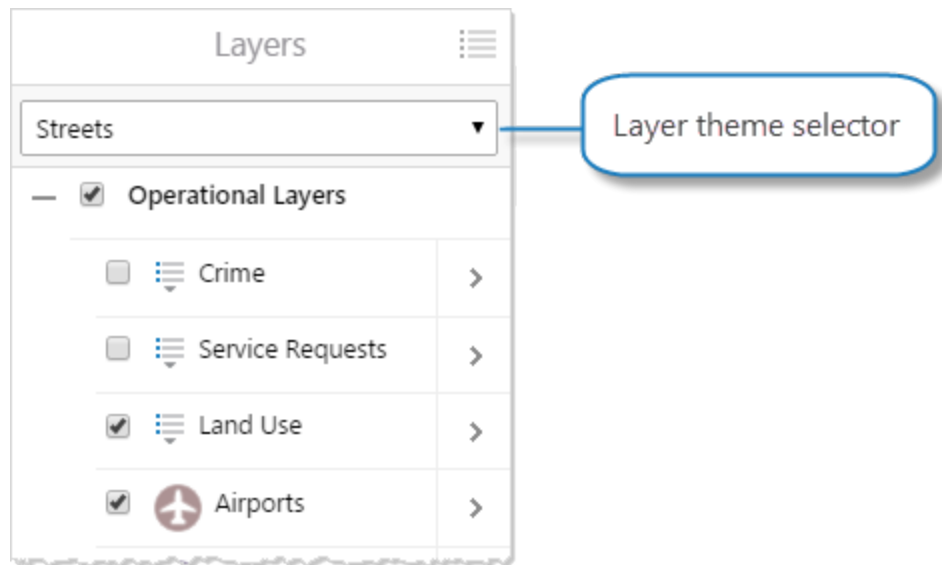 Layers
Streets
Layer theme selector
Operational Layers
Crime
Service Requests
Land Use
Airports